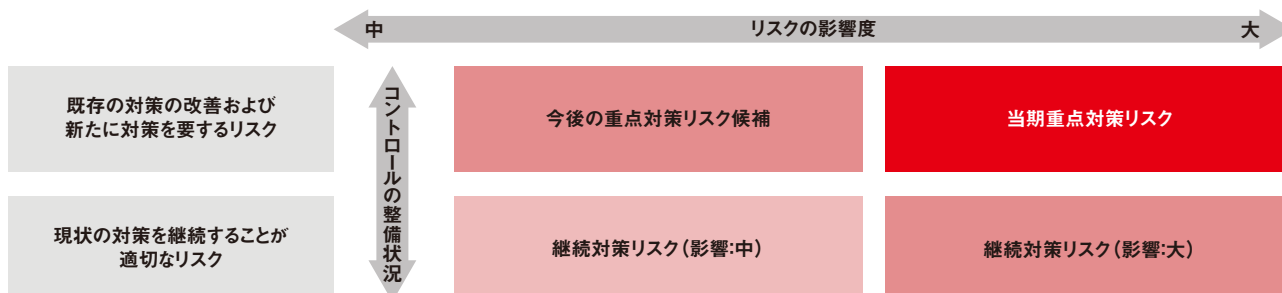 中
リスクの影響度
大
既存の対策の改善および
新たに対策を要するリスク
コントロールの整備状況
今後の重点対策リスク候補
当期重点対策リスク
現状の対策を継続することが
適切なリスク
継続対策リスク(影響:中)
継続対策リスク(影響:大)